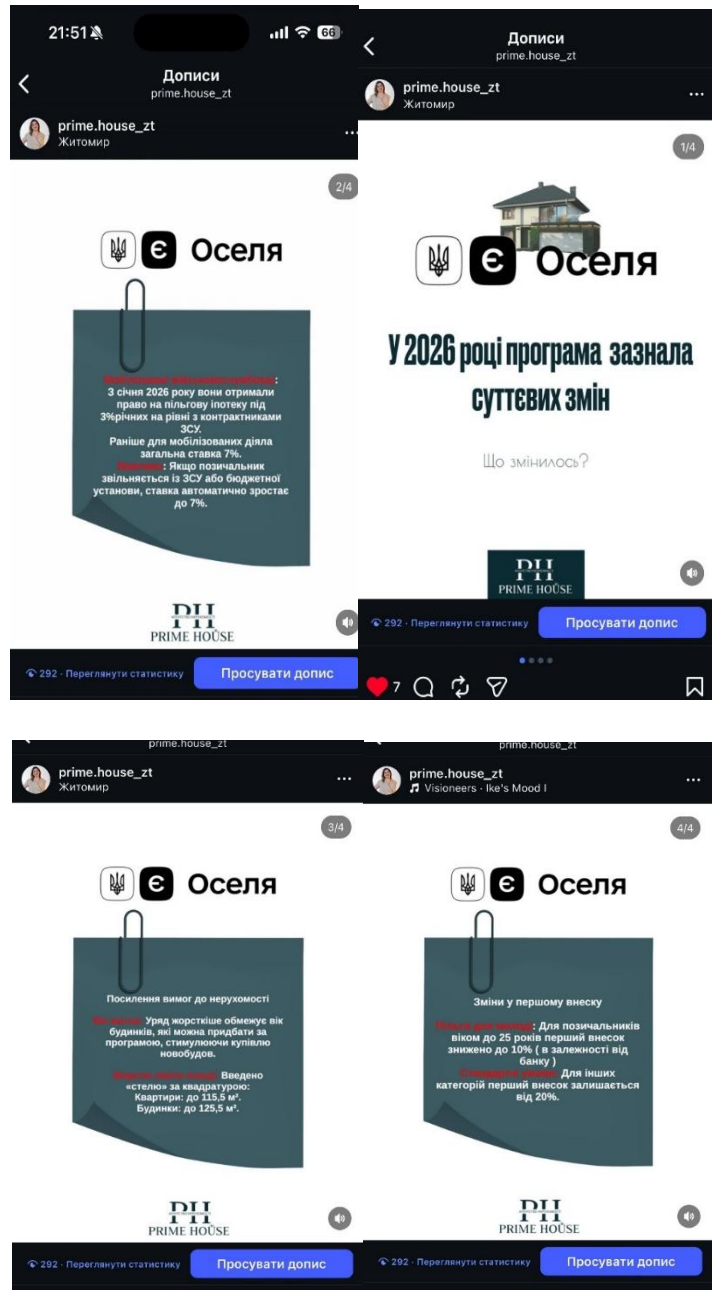 21:51
66
Дописи
prime.house_zt
prime.house_zt
Житомир
2/4
є Оселя
Мобілізовані військовослужбовці:
З січня 2026 року вони отримали
право на пільгову іпотеку під
3%річних на рівні з контрактниками
ЗСУ.
Раніше для мобілізованих діяла
загальна ставка 7%.
: Якщо позичальник
звільняється із ЗСУ або бюджетної
установи, ставка автоматично зростає
до 7%.
PH
PRIME HOUSE
292 · Переглянути статистику
Просувати допис
Дописи
prime.house_zt
prime.house_zt
Житомир
1/4
є Оселя
У 2026 році програма зазнала
суттєвих змін
Що змінилось?
PH
PRIME HOUSE
292 · Переглянути статистику
Просувати допис
7
prime.house_zt
prime.house_zt
Житомир
3/4
є Оселя
Посилення вимог до нерухомості
Уряд жорсткіше обмежує вік
будинків, які можна придбати за
програмою, стимулюючи купівлю
новобудов.
Введено
«стелю» за квадратурою:
Квартири: до 115,5 м².
Будинки: до 125,5 м².
PH
PRIME HOUSE
292 · Переглянути статистику
Просувати допис
prime.house_zt
prime.house_zt
Visioneers · Ike's Mood I
4/4
є Оселя
Зміни у першому внеску
: Для позичальників
віком до 25 років перший внесок
знижено до 10% ( в залежності від
банку )
Для інших
категорій перший внесок залишається
від 20%.
PH
PRIME HOUSE
292 · Переглянути статистику
Просувати допис